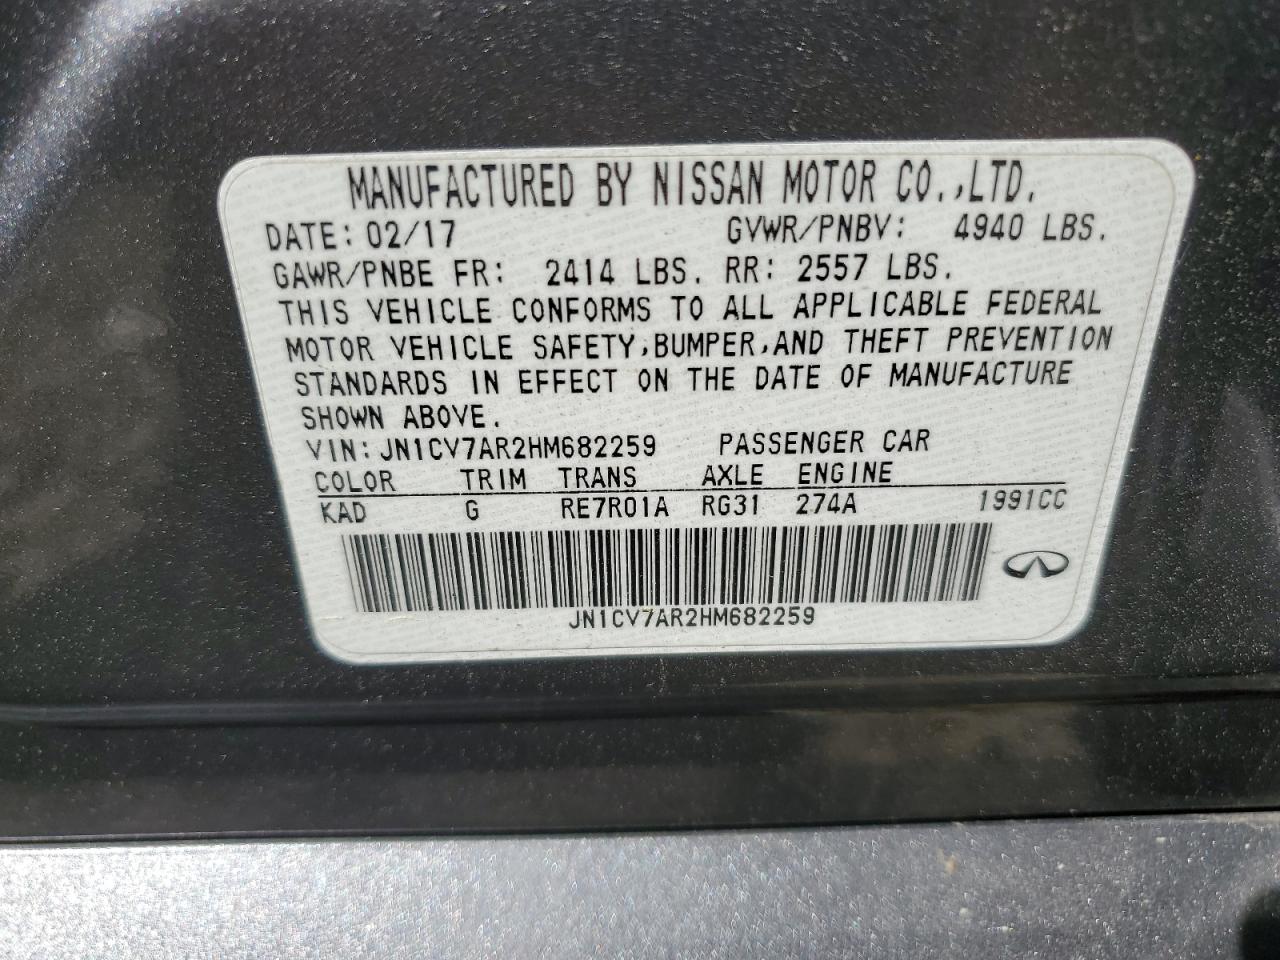 MANUFACTURED BY NISSAN MOTOR CO.,LTD.
DATE: 02/17 GVWR/PNBV: 4940 LBS.
GAWR/PNBE FR: 2414 LBS. RR: 2557 LBS.
THIS VEHICLE CONFORMS TO ALL APPLICABLE FEDERAL
MOTOR VEHICLE SAFETY,BUMPER,AND THEFT PREVENTION
STANDARDS IN EFFECT ON THE DATE OF MANUFACTURE
SHOWN ABOVE.
VIN:JN1CV7AR2HM682259 PASSENGER CAR
COLOR TRIM TRANS AXLE ENGINE
KAD G RE7R01A RG31 274A 1991CC
JN1CV7AR2HM682259